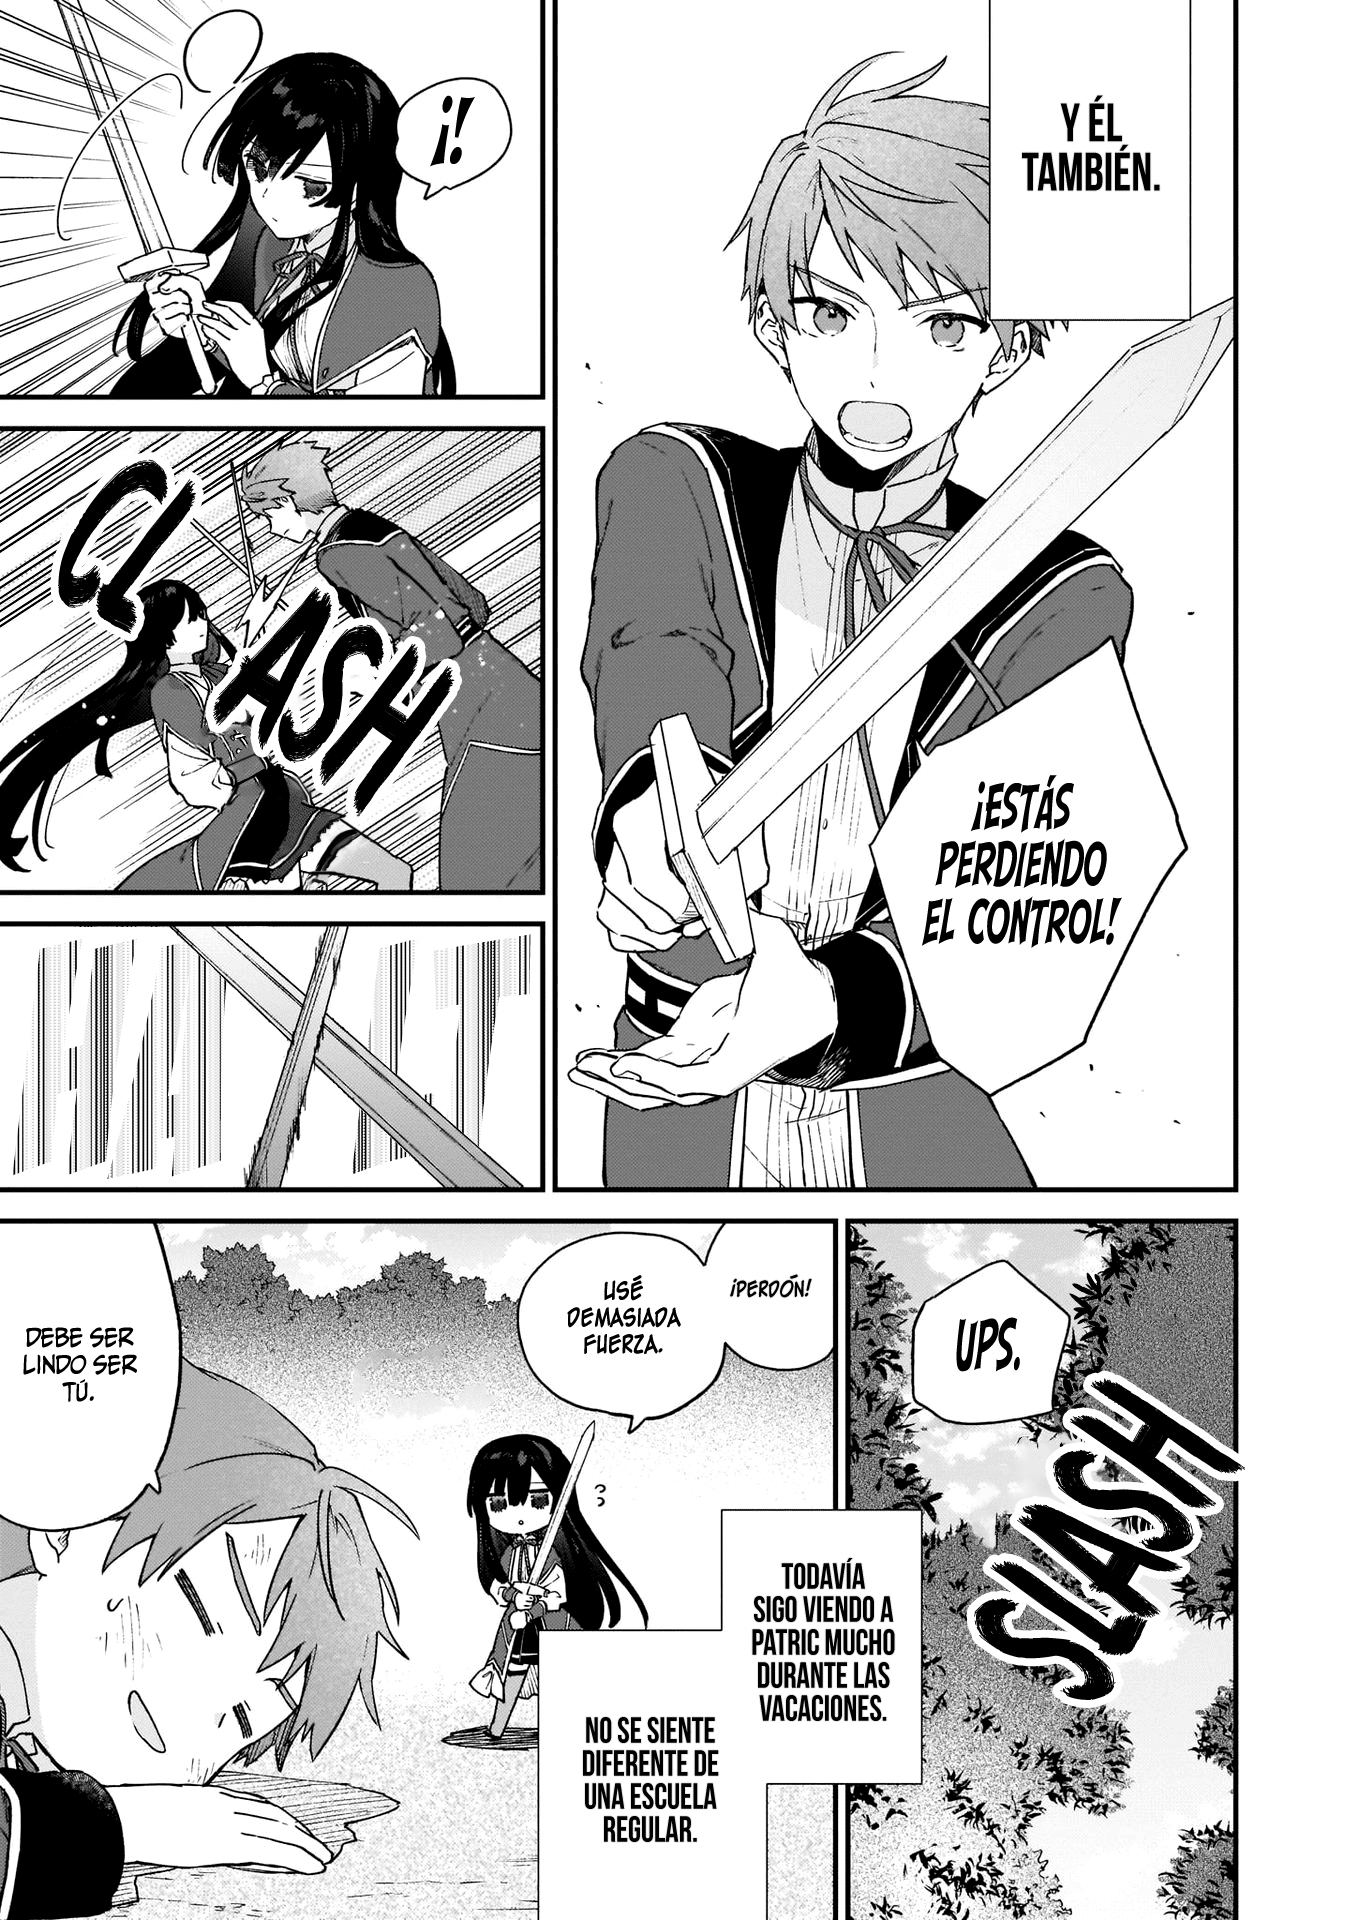 Y ÉL
TAMBIÉN.
¡ESTÁS
PERDIENDO
EL CONTROL!
¡!
CLASH
UPS.
SLASH
¡PERDÓN!
USÉ
DEMASIADA
FUERZA.
TODAVÍA
SIGO VIENDO A
PATRIC MUCHO
DURANTE LAS
VACACIONES.
NO SE SIENTE
DIFERENTE DE
UNA ESCUELA
REGULAR.
DEBE SER
LINDO SER
TÚ.